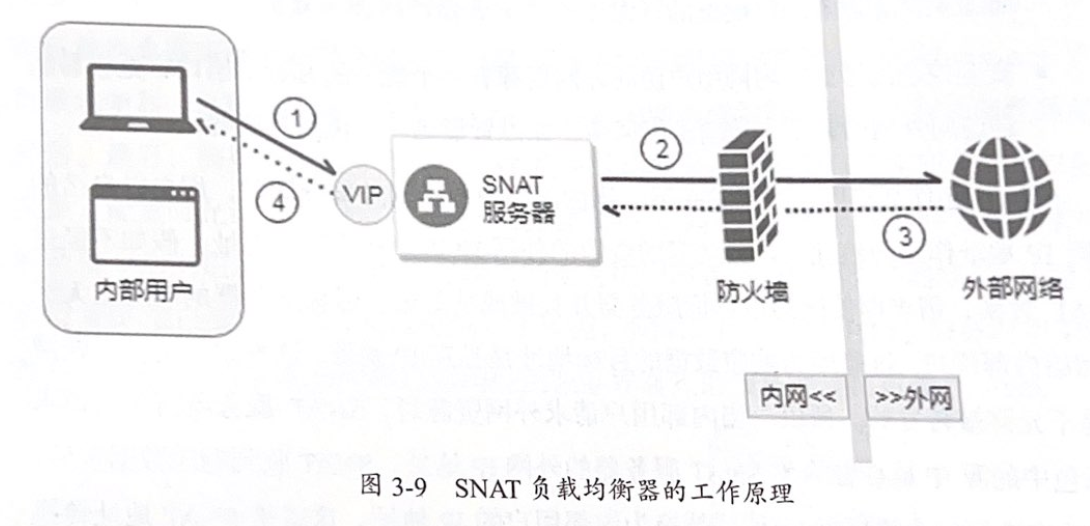 ①
②
③
④
VIP
SNAT
服务器
内部用户
防火墙
外部网络
内网<<
>>外网
图 3-9 SNAT 负载均衡器的工作原理